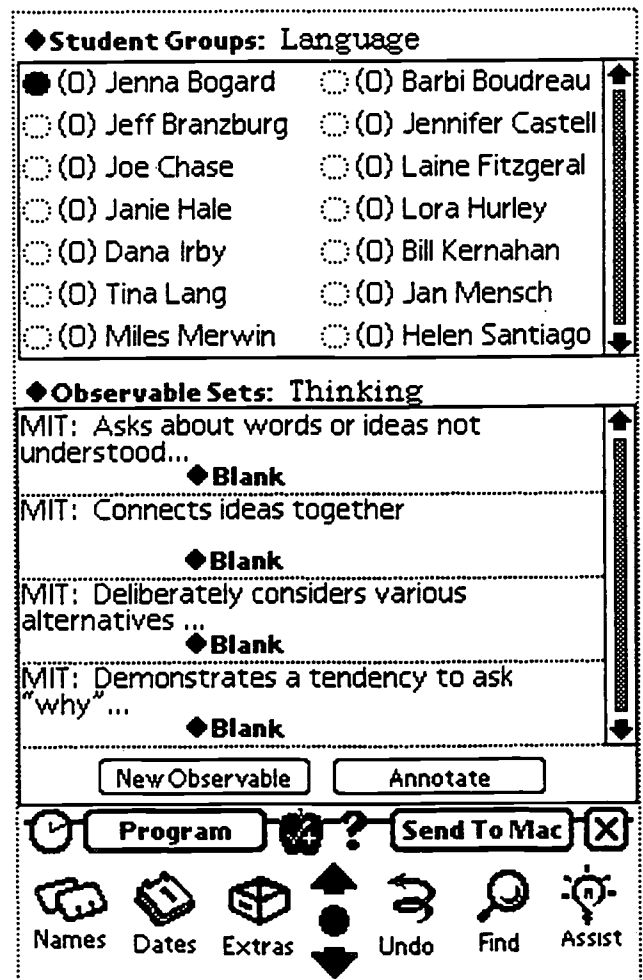 ◆Student Groups: Language
(0) Jenna Bogard (0) Barbi Boudreau
(0) Jeff Branzburg (0) Jennifer Castell
(0) Joe Chase (0) Laine Fitzgeral
(0) Janie Hale (0) Lora Hurley
(0) Dana Irby (0) Bill Kernahan
(0) Tina Lang (0) Jan Mensch
(0) Miles Merwin (0) Helen Santiago
◆Observable Sets: Thinking
MIT: Asks about words or ideas not
understood...
◆Blank
MIT: Connects ideas together
◆Blank
MIT: Deliberately considers various
alternatives ...
◆Blank
MIT: Demonstrates a tendency to ask
"why"...
◆Blank
New Observable Annotate
Program ? Send To Mac X
Names Dates Extras Undo Find Assist